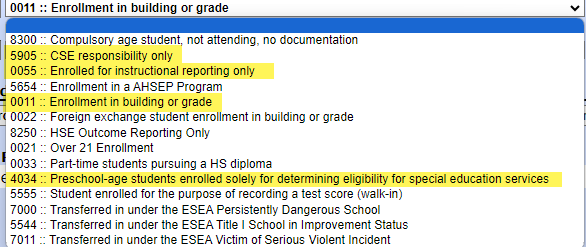 0011 :: Enrollment in building or grade
8300 :: Compulsory age student, not attending, no documentation
5905 :: CSE responsibility only
0055 :: Enrolled for instructional reporting only
5654 :: Enrollment in a AHSEP Program
0011 :: Enrollment in building or grade
0022 :: Foreign exchange student enrollment in building or grade
8250 :: HSE Outcome Reporting Only
0021 :: Over 21 Enrollment
0033 :: Part-time students pursuing a HS diploma
4034 :: Preschool-age students enrolled solely for determining eligibility for special education services
5555 :: Student enrolled for the purpose of recording a test score (walk-in)
7000 :: Transferred in under the ESEA Persistently Dangerous School
5544 :: Transferred in under the ESEA Title I School in Improvement Status
7011 :: Transferred in under the ESEA Victim of Serious Violent Incident